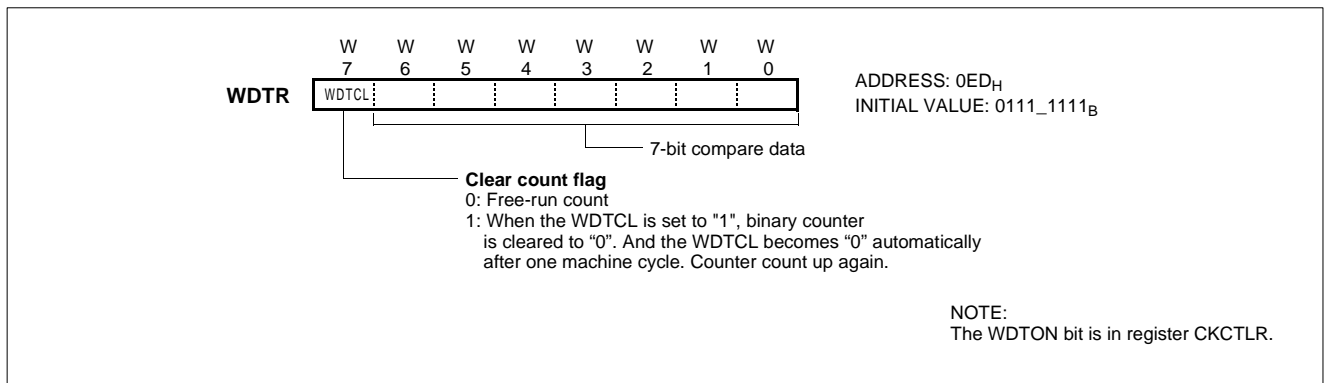 W W W W W W W W
7 6 5 4 3 2 1 0
WDTR WDTCL
ADDRESS: 0EDH
INITIAL VALUE: 0111_1111B
7-bit compare data
Clear count flag
0: Free-run count
1: When the WDTCL is set to "1", binary counter
is cleared to “0”. And the WDTCL becomes “0” automatically
after one machine cycle. Counter count up again.
NOTE:
The WDTON bit is in register CKCTLR.